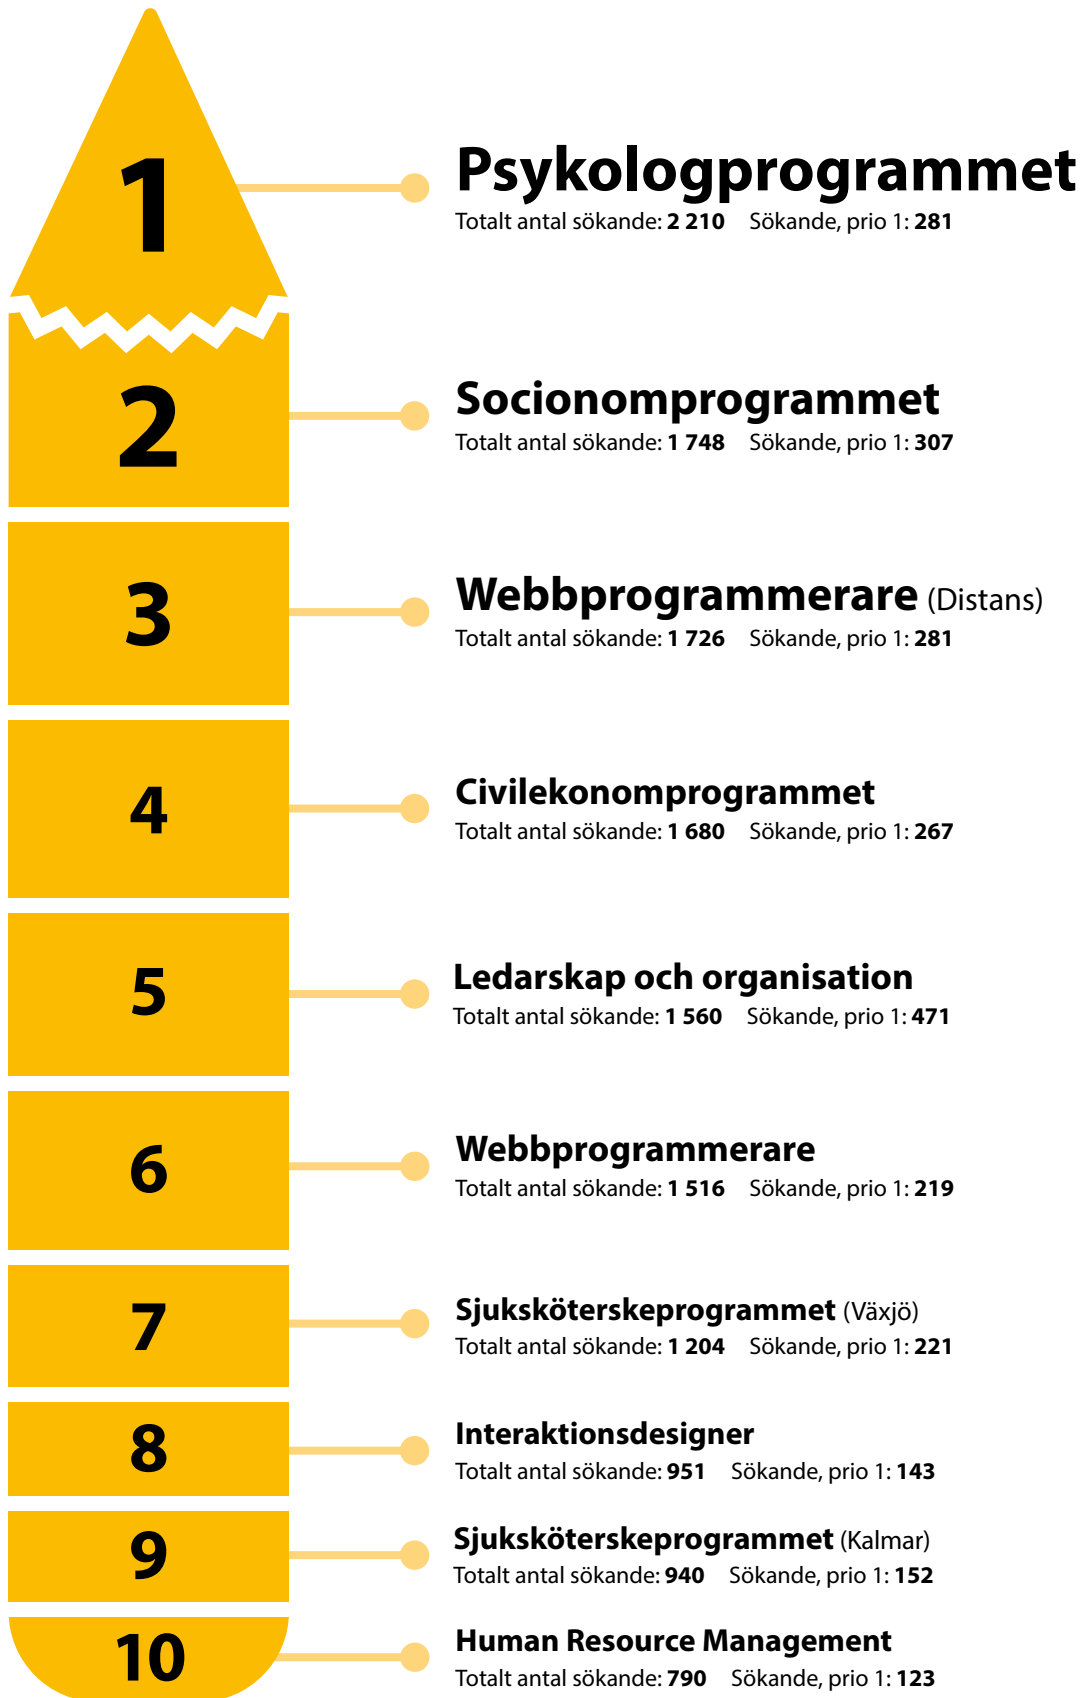 1
Psykologprogrammet
Totalt antal sökande: 2 210 Sökande, prio 1: 281
2
Socionomprogrammet
Totalt antal sökande: 1 748 Sökande, prio 1: 307
3
Webbprogrammerare (Distans)
Totalt antal sökande: 1 726 Sökande, prio 1: 281
4
Civilekonomprogrammet
Totalt antal sökande: 1 680 Sökande, prio 1: 267
5
Ledarskap och organisation
Totalt antal sökande: 1 560 Sökande, prio 1: 471
6
Webbprogrammerare
Totalt antal sökande: 1 516 Sökande, prio 1: 219
7
Sjuksköterskeprogrammet (Växjö)
Totalt antal sökande: 1 204 Sökande, prio 1: 221
8
Interaktionsdesigner
Totalt antal sökande: 951 Sökande, prio 1: 143
9
Sjuksköterskeprogrammet (Kalmar)
Totalt antal sökande: 940 Sökande, prio 1: 152
10
Human Resource Management
Totalt antal sökande: 790 Sökande, prio 1: 123